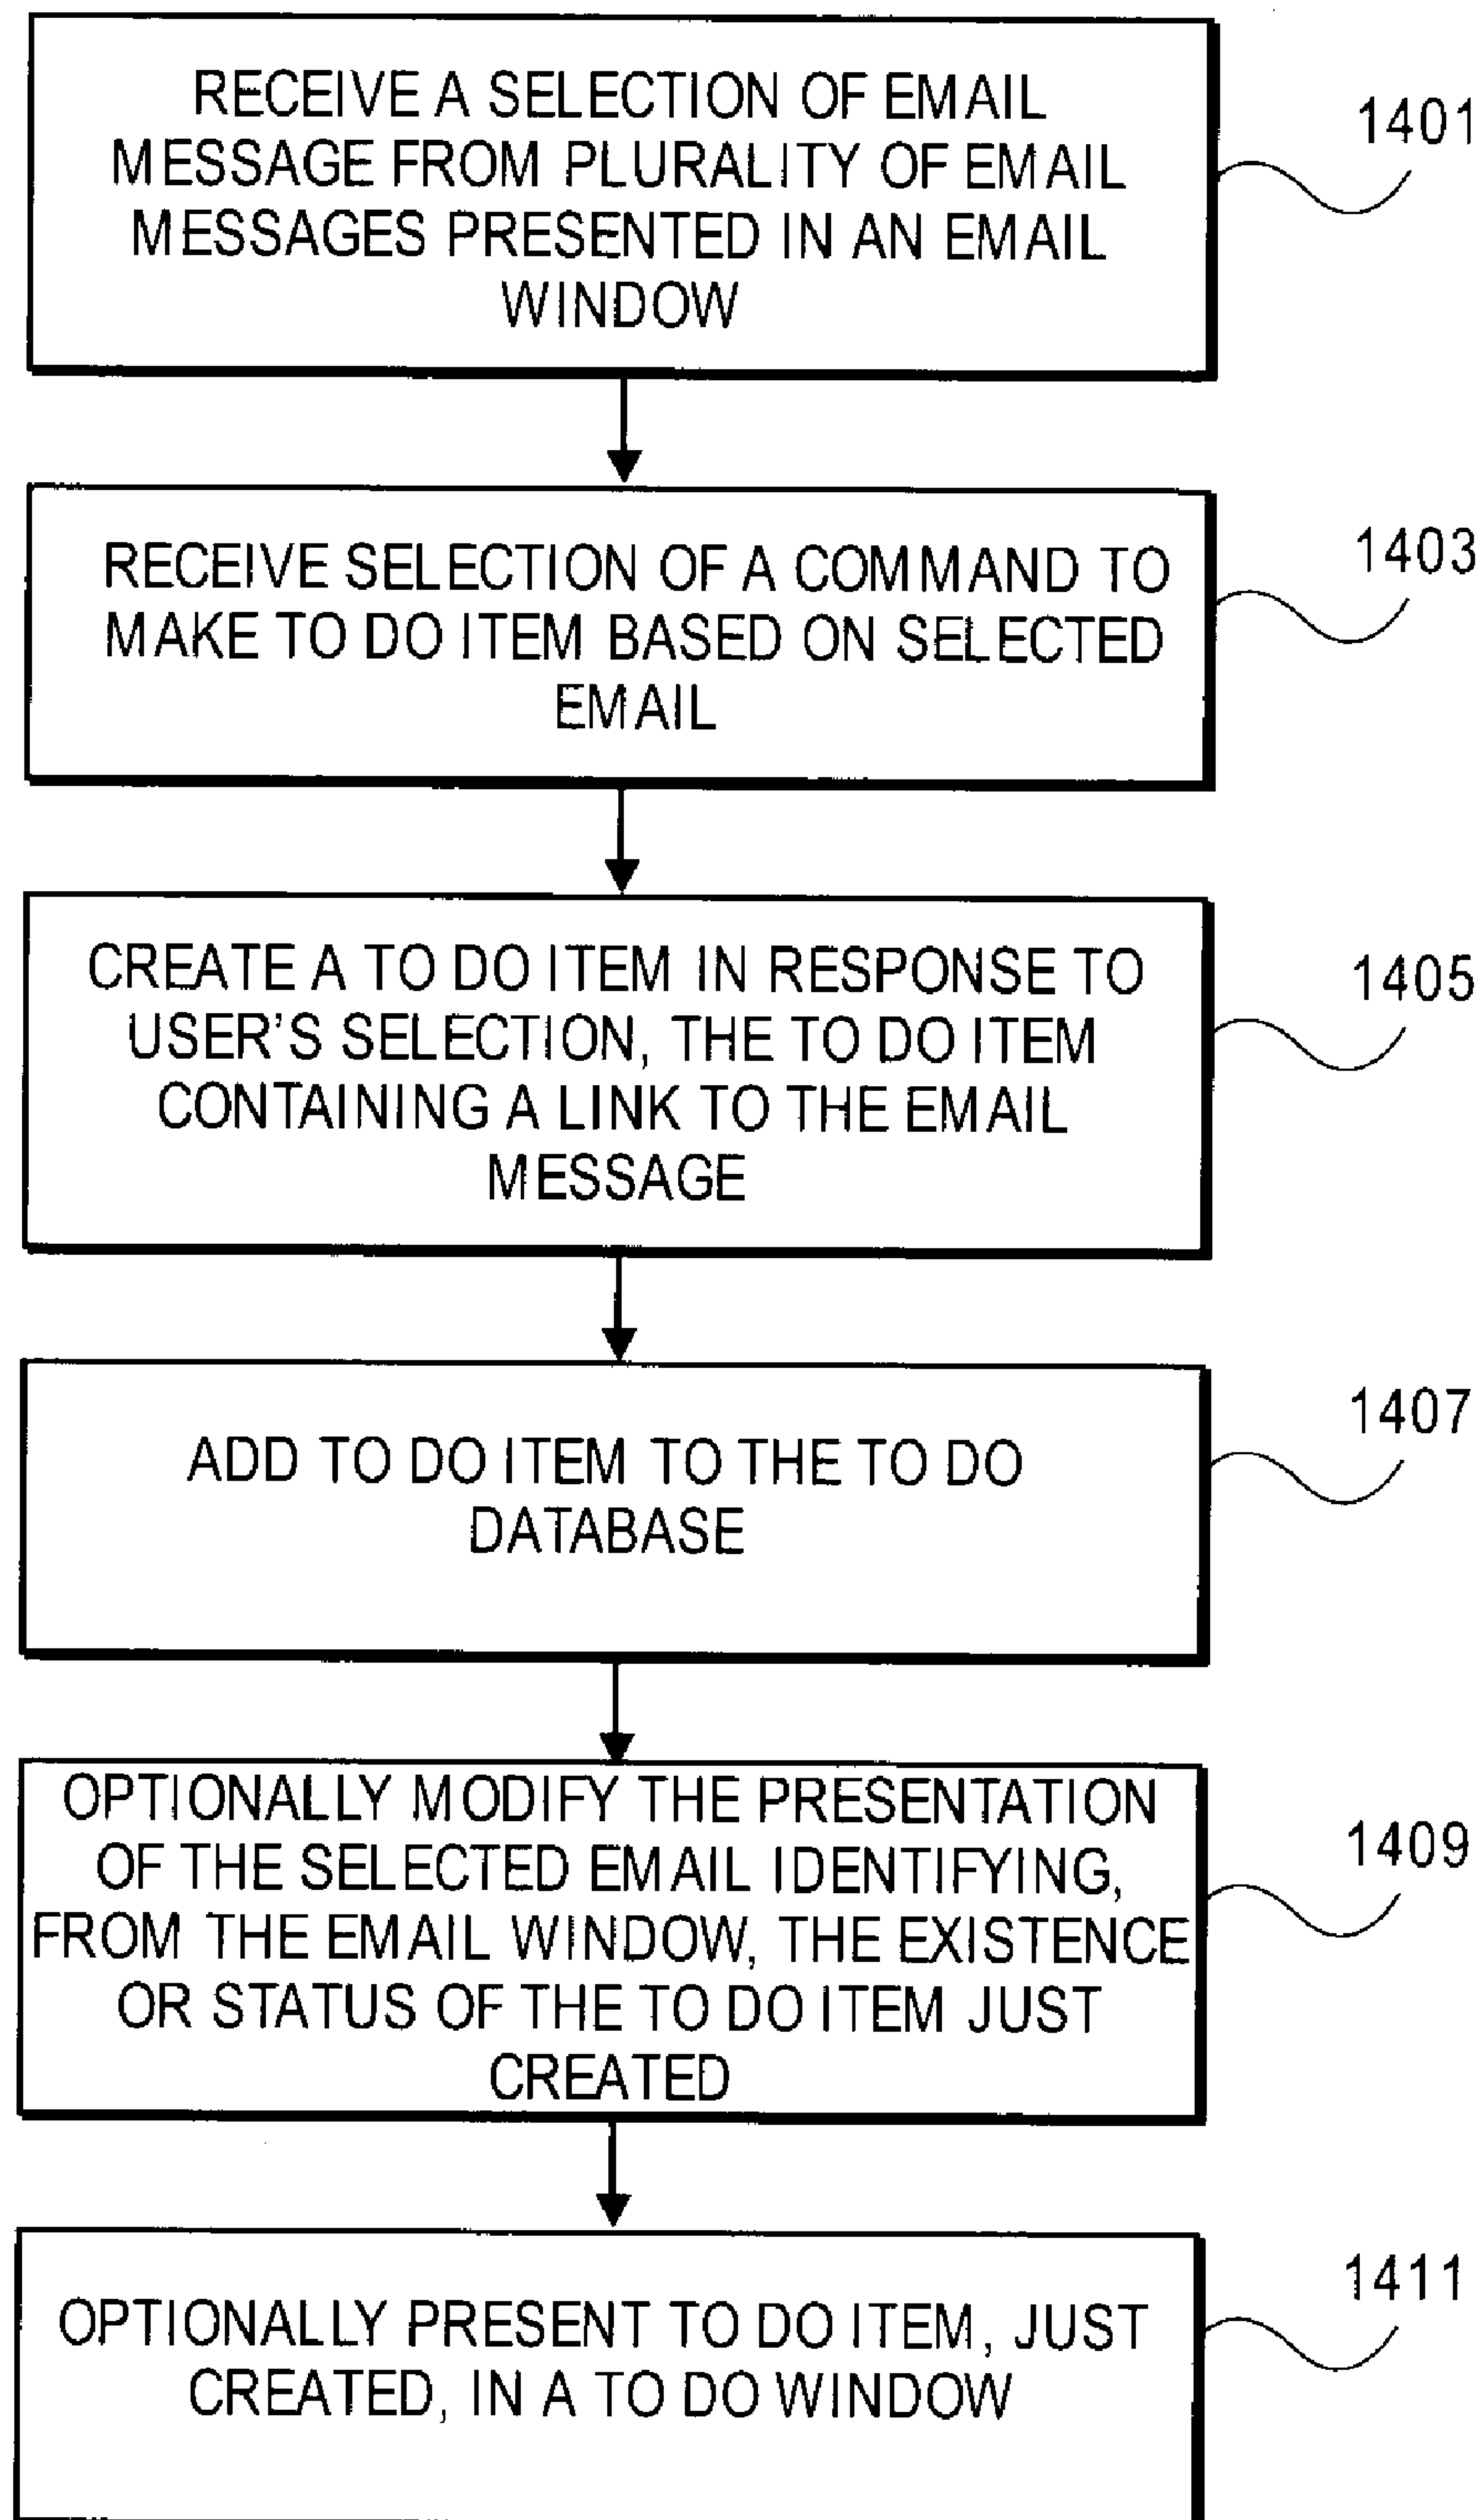 RECEIVE A SELECTION OF EMAIL
MESSAGE FROM PLURALITY OF EMAIL
MESSAGES PRESENTED IN AN EMAIL
WINDOW
1401
RECEIVE SELECTION OF A COMMAND TO
MAKE TO DO ITEM BASED ON SELECTED
EMAIL
1403
CREATE A TO DO ITEM IN RESPONSE TO
USER'S SELECTION, THE TO DO ITEM
CONTAINING A LINK TO THE EMAIL
MESSAGE
1405
ADD TO DO ITEM TO THE TO DO
DATABASE
1407
OPTIONALLY MODIFY THE PRESENTATION
OF THE SELECTED EMAIL IDENTIFYING,
FROM THE EMAIL WINDOW, THE EXISTENCE
OR STATUS OF THE TO DO ITEM JUST
CREATED
1409
OPTIONALLY PRESENT TO DO ITEM, JUST
CREATED, IN A TO DO WINDOW
1411